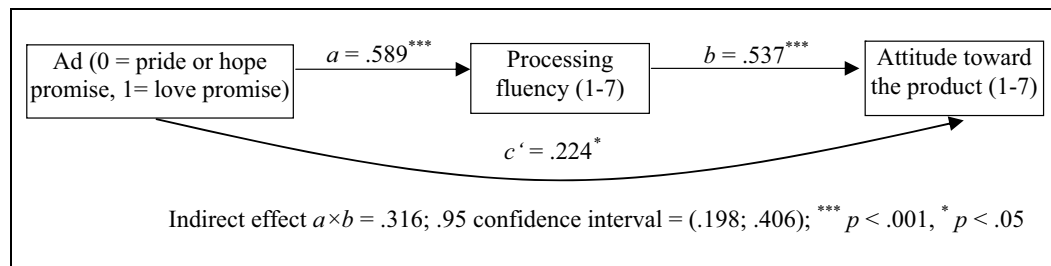 Ad (0 = pride or hope
promise, 1= love promise)
a = .589***
Processing
fluency (1-7)
b = .537***
Attitude toward
the product (1-7)
c‘ = .224*
Indirect effect a×b = .316; .95 confidence interval = (.198; .406); *** p < .001, * p < .05